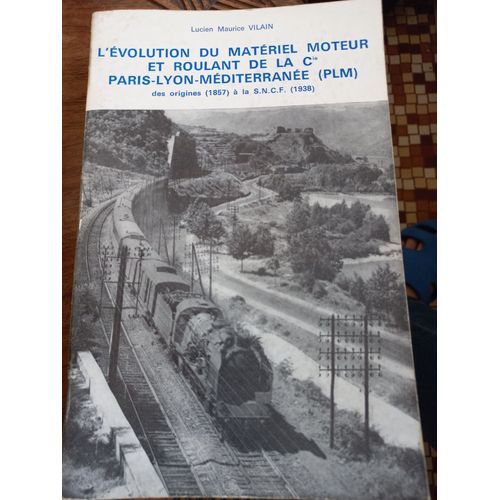 Lucien Maurice VILAIN
L'ÉVOLUTION DU MATÉRIEL MOTEUR
ET ROULANT DE LA Cie
PARIS-LYON-MÉDITERRANÉE (PLM)
des origines (1857) à la S.N.C.F. (1938)